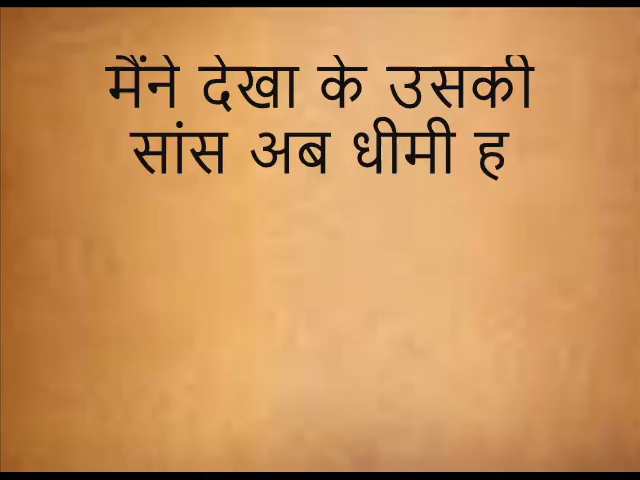 मैंने देखा के उसकी
सांस अब धीमी ह